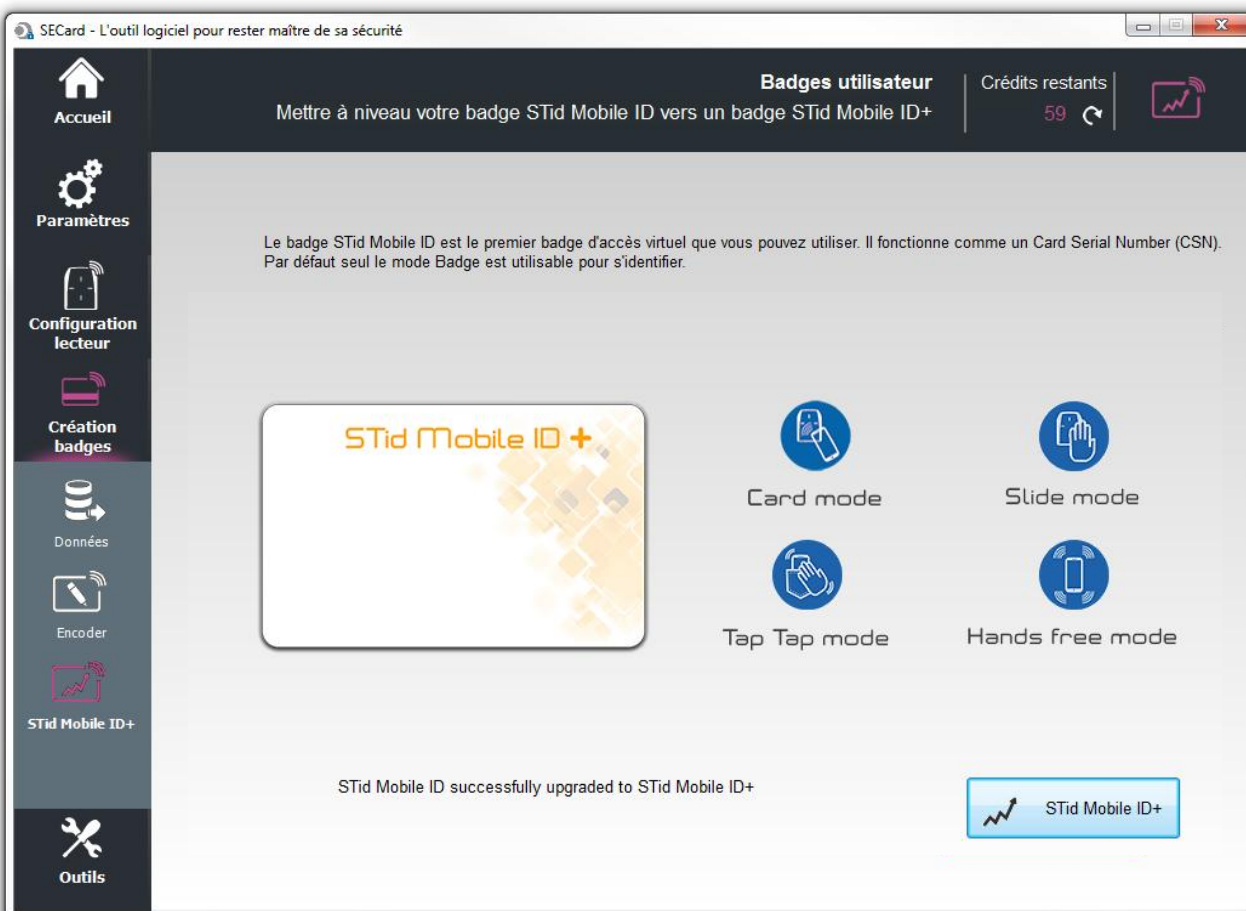 SECard - L'outil logiciel pour rester maître de sa sécurité
Accueil
Badges utilisateur
Mettre à niveau votre badge STid Mobile ID vers un badge STid Mobile ID+
Crédits restants
59
Paramètres
Le badge STid Mobile ID est le premier badge d'accès virtuel que vous pouvez utiliser. Il fonctionne comme un Card Serial Number (CSN).
Par défaut seul le mode Badge est utilisable pour s'identifier.
Configuration
lecteur
Création
badges
Données
Encoder
STid Mobile ID+
Outils
STid Mobile ID +
Card mode
Slide mode
Tap Tap mode
Hands free mode
STid Mobile ID successfully upgraded to STid Mobile ID+
STid Mobile ID+